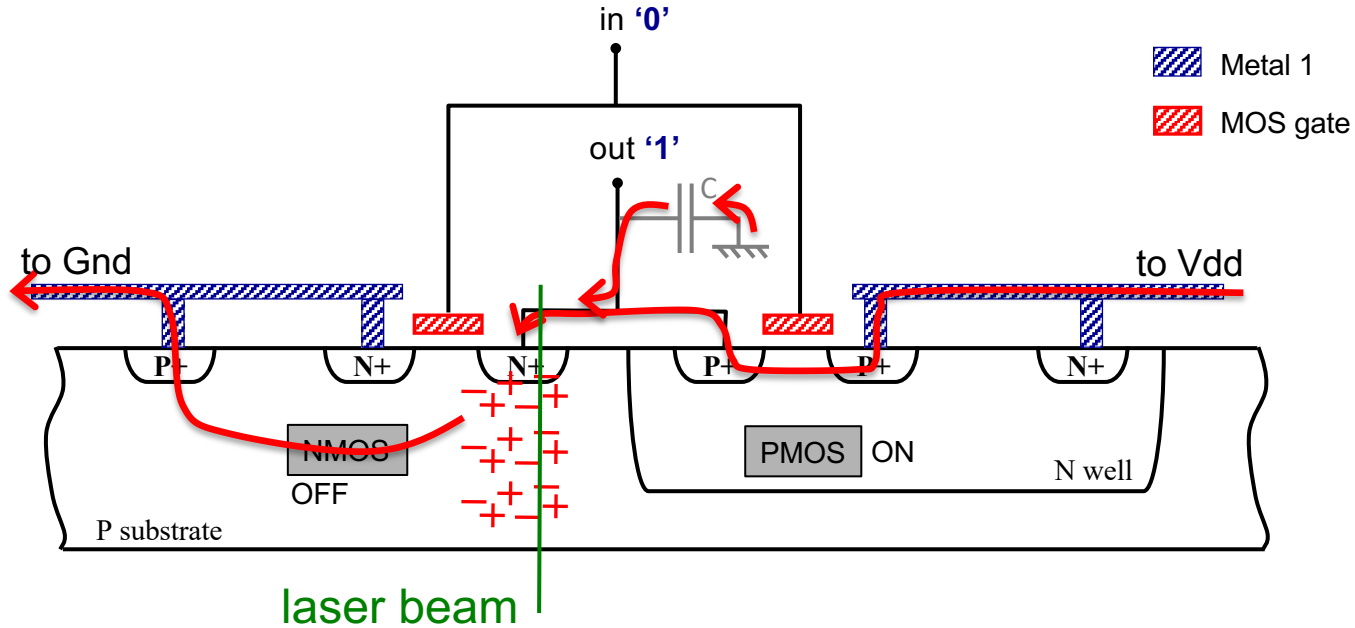 in ‘0’
Metal 1
MOS gate
out ‘1’
C
to Gnd
to Vdd
P+
N+
N+
P+
P+
N+
NMOS
OFF
PMOS
ON
N well
P substrate
laser beam